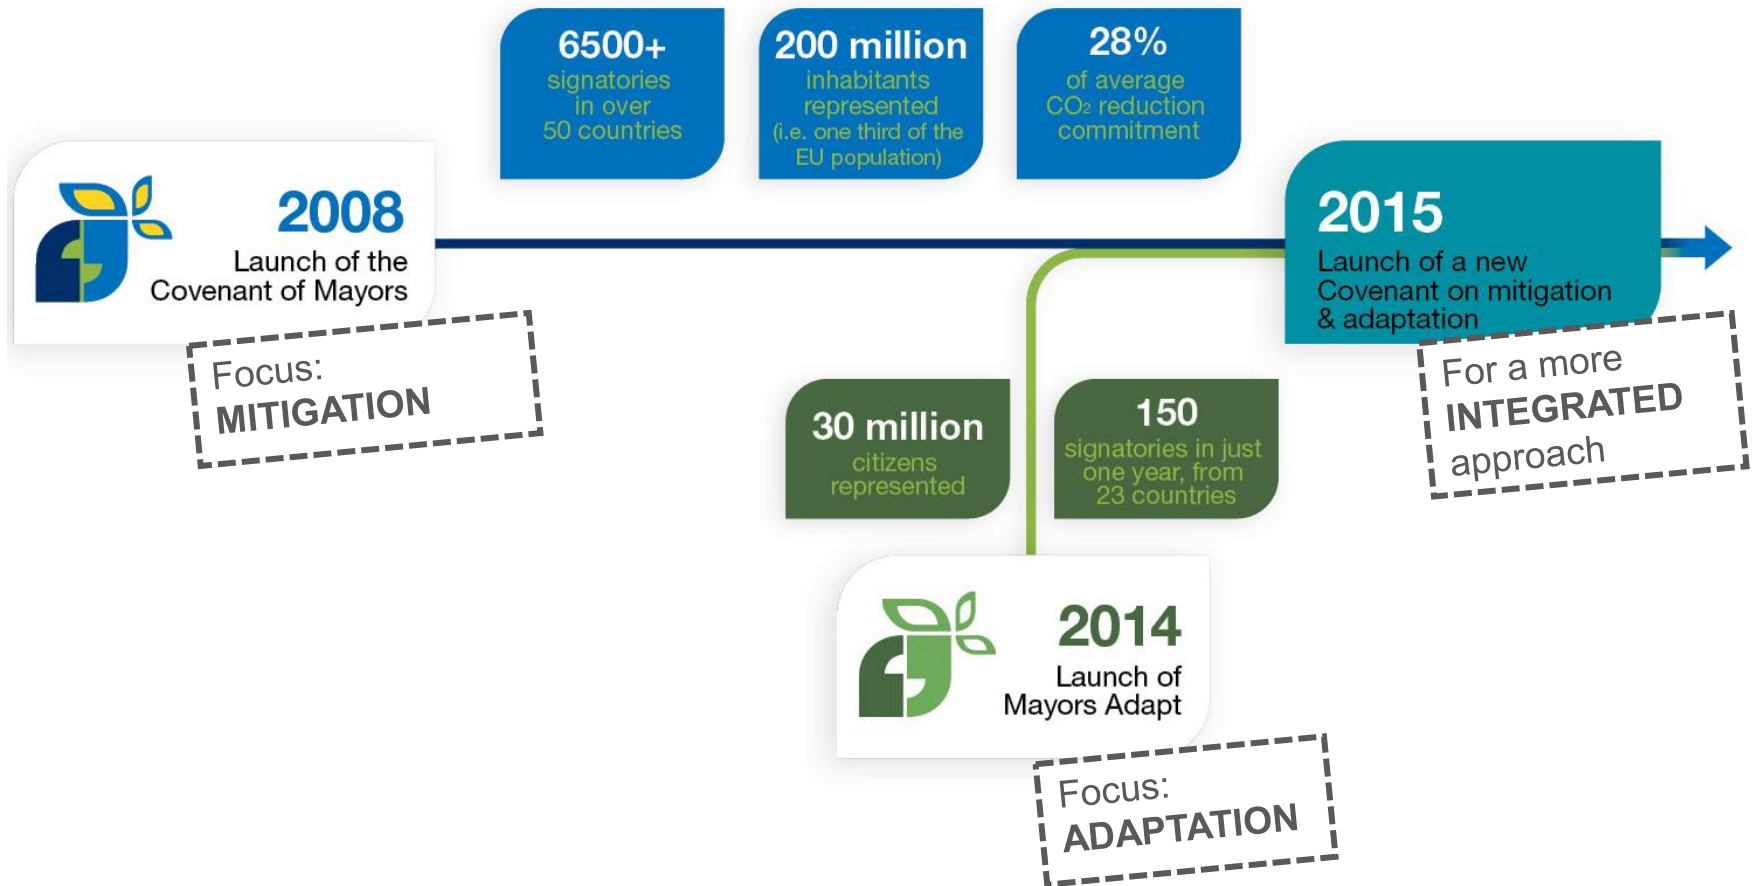 6500+
signatories
in over
50 countries
200 million
inhabitants
represented
(i.e. one third of the
EU population)
28%
of average
CO2 reduction
commitment
2008
Launch of the
Covenant of Mayors
Focus:
MITIGATION
2015
Launch of a new
Covenant on mitigation
& adaptation
For a more
INTEGRATED
approach
30 million
citizens
represented
150
signatories in just
one year, from
23 countries
2014
Launch of
Mayors Adapt
Focus:
ADAPTATION